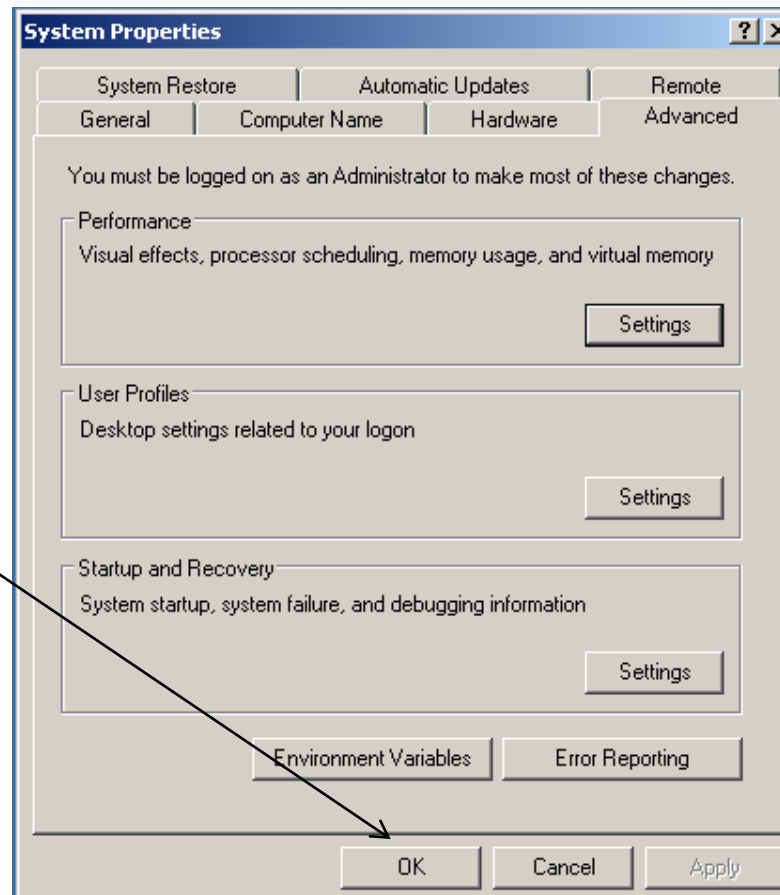 System Properties
System Restore Automatic Updates Remote
General Computer Name Hardware Advanced
You must be logged on as an Administrator to make most of these changes.
Performance
Visual effects, processor scheduling, memory usage, and virtual memory
Settings
User Profiles
Desktop settings related to your logon
Settings
Startup and Recovery
System startup, system failure, and debugging information
Settings
Environment Variables Error Reporting
OK Cancel Apply